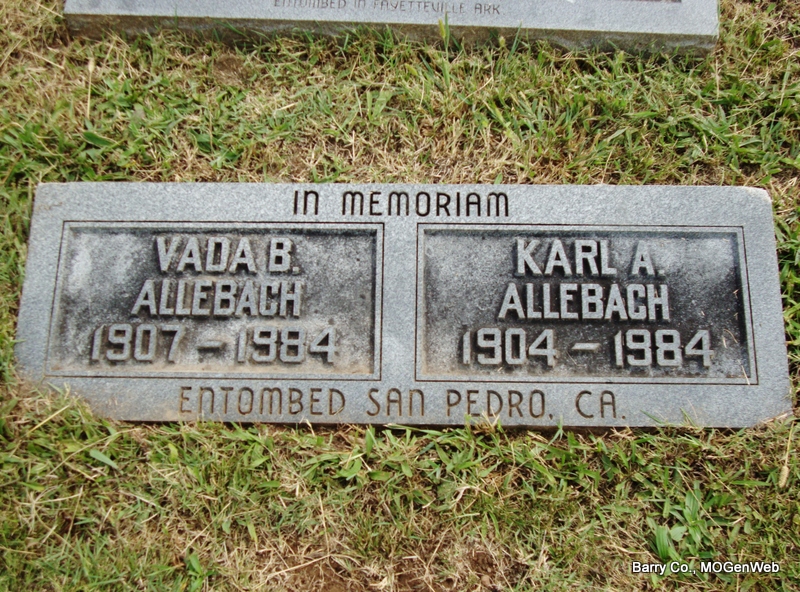 ENTOMBED IN FAYETTEVILLE ARK
IN MEMORIAM
VADA B.
ALLEBACH
1907 - 1984
KARL A.
ALLEBACH
1904 - 1984
ENTOMBED SAN PEDRO, CA.
Barry Co., MOGenWeb